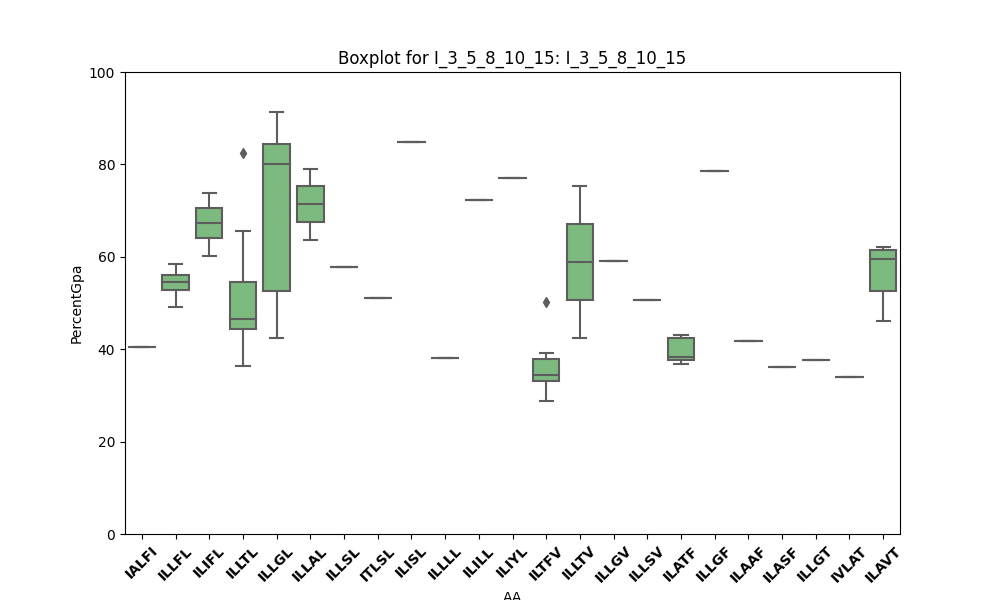 Boxplot for I_3_5_8_10_15: I_3_5_8_10_15
100
80
60
40
20
0
PercentGpa
IALFI ILLFL ILIFL ILLTL ILLGL ILLAL ILLSL ITLSL ILISL ILLLL ILILL ILIYL ILTFV ILLTV ILLGV ILLSV ILATF ILLGF ILAAF ILASF ILLGT IVLAT ILAVT
AA